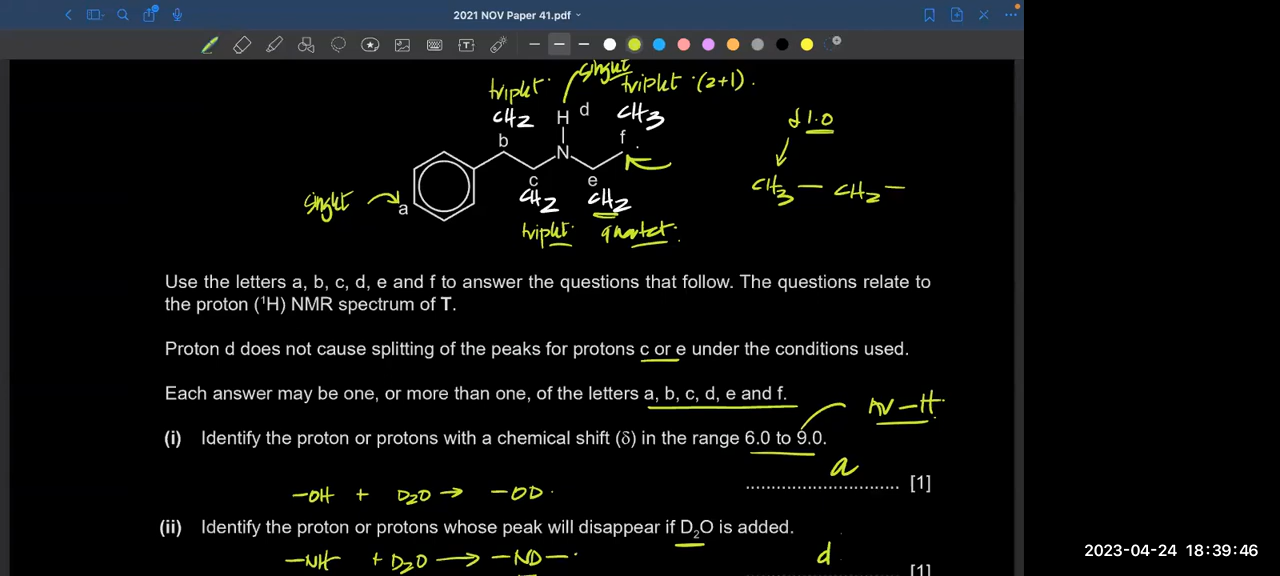 2021 NOV Paper 41.pdf
singlet
triplet triplet (2+1).
CH2 H d CH3 δ 1.0
b f
N
CH3 — CH2 —
c e
singlet a CH2 CH2
triplet quartet
Use the letters a, b, c, d, e and f to answer the questions that follow. The questions relate to
the proton (¹H) NMR spectrum of T.
Proton d does not cause splitting of the peaks for protons c or e under the conditions used.
Each answer may be one, or more than one, of the letters a, b, c, d, e and f.
Ar—H
(i) Identify the proton or protons with a chemical shift (δ) in the range 6.0 to 9.0.
a
.............................. [1]
—OH + D2O → —OD
(ii) Identify the proton or protons whose peak will disappear if D₂O is added.
—NH + D2O → —ND—
d
[1]
2023-04-24 18:39:46